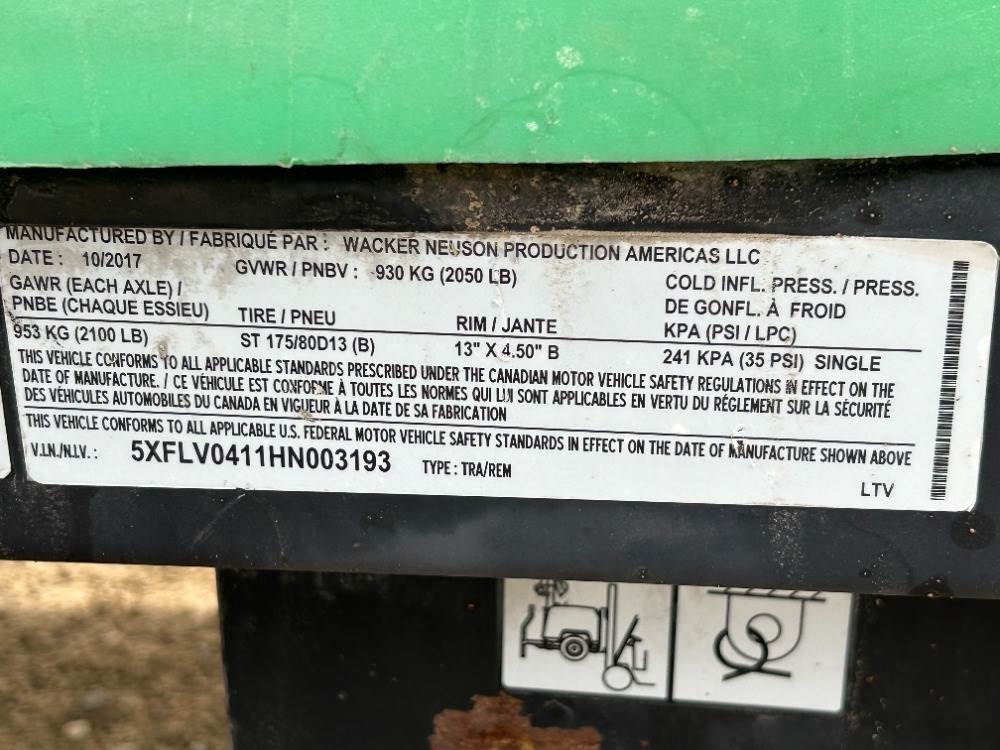 MANUFACTURED BY / FABRIQUÉ PAR : WACKER NEUSON PRODUCTION AMERICAS LLC
DATE : 10/2017 GVWR / PNBV : 930 KG (2050 LB) COLD INFL. PRESS. / PRESS.
GAWR (EACH AXLE) / DE GONFL. À FROID
PNBE (CHAQUE ESSIEU) TIRE / PNEU RIM / JANTE KPA (PSI / LPC)
953 KG (2100 LB) ST 175/80D13 (B) 13" X 4.50" B 241 KPA (35 PSI) SINGLE
THIS VEHICLE CONFORMS TO ALL APPLICABLE STANDARDS PRESCRIBED UNDER THE CANADIAN MOTOR VEHICLE SAFETY REGULATIONS IN EFFECT ON THE
DATE OF MANUFACTURE. / CE VÉHICULE EST CONFORME À TOUTES LES NORMES QUI LUI SONT APPLICABLES EN VERTU DU RÉGLEMENT SUR LA SÉCURITÉ
DES VÉHICULES AUTOMOBILES DU CANADA EN VIGUEUR À LA DATE DE SA FABRICATION
THIS VEHICLE CONFORMS TO ALL APPLICABLE U.S. FEDERAL MOTOR VEHICLE SAFETY STANDARDS IN EFFECT ON THE DATE OF MANUFACTURE SHOWN ABOVE
V.I.N./N.I.V. : 5XFLV0411HN003193 TYPE : TRA/REM
LTV